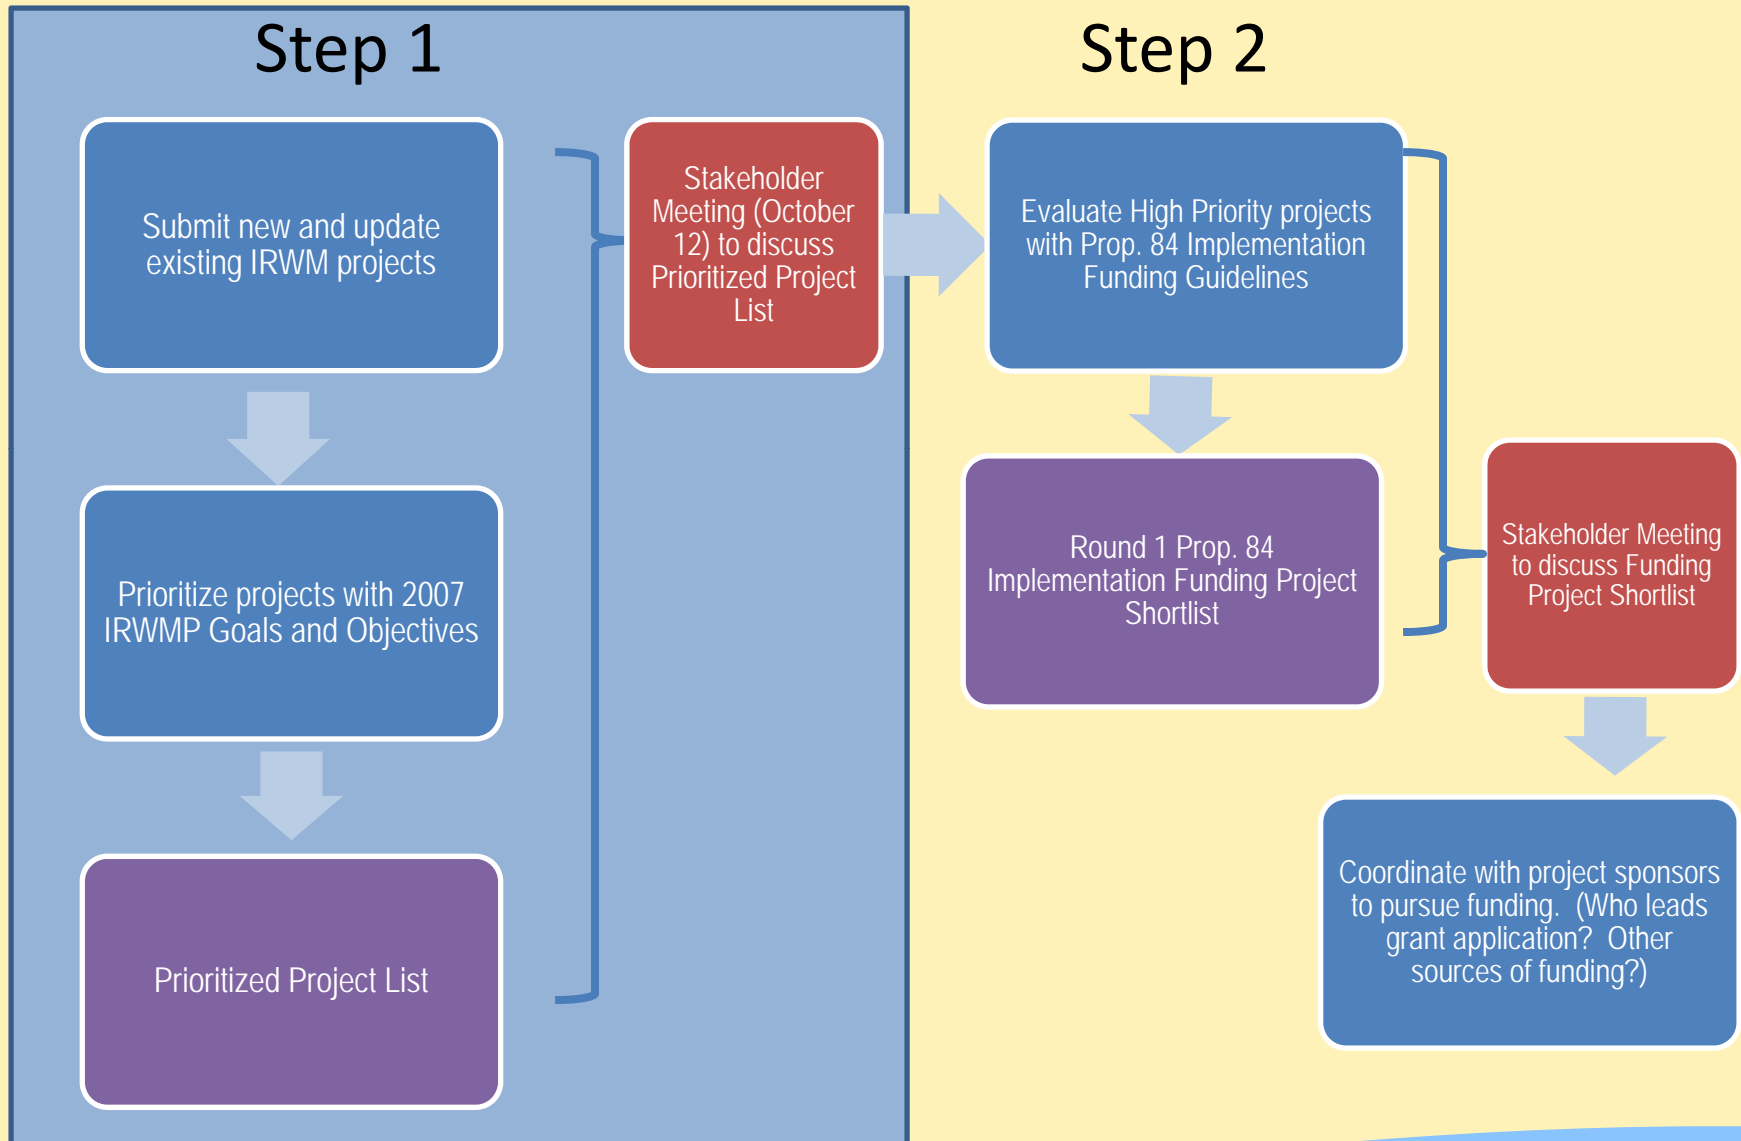 Step 1
Submit new and update
existing IRWM projects
Prioritize projects with 2007
IRWMP Goals and Objectives
Prioritized Project List
Stakeholder
Meeting (October
12) to discuss
Prioritized Project
List
Step 2
Evaluate High Priority projects
with Prop. 84 Implementation
Funding Guidelines
Round 1 Prop. 84
Implementation Funding Project
Shortlist
Stakeholder Meeting
to discuss Funding
Project Shortlist
Coordinate with project sponsors
to pursue funding.  (Who leads
grant application?  Other
sources of funding?)